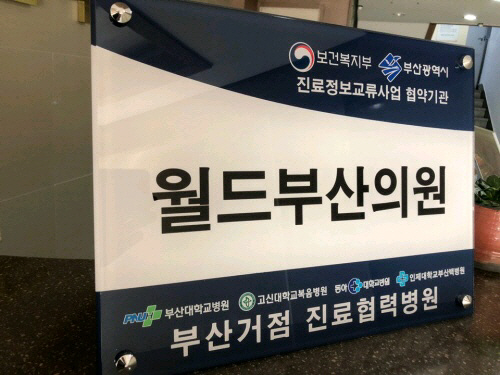 보건복지부 부산광역시
진료정보교류사업 협약기관
월드부산의원
PNUH 부산대학교병원 고신대학교복음병원 동아대학교병원 인제대학교부산백병원
부산거점 진료협력병원